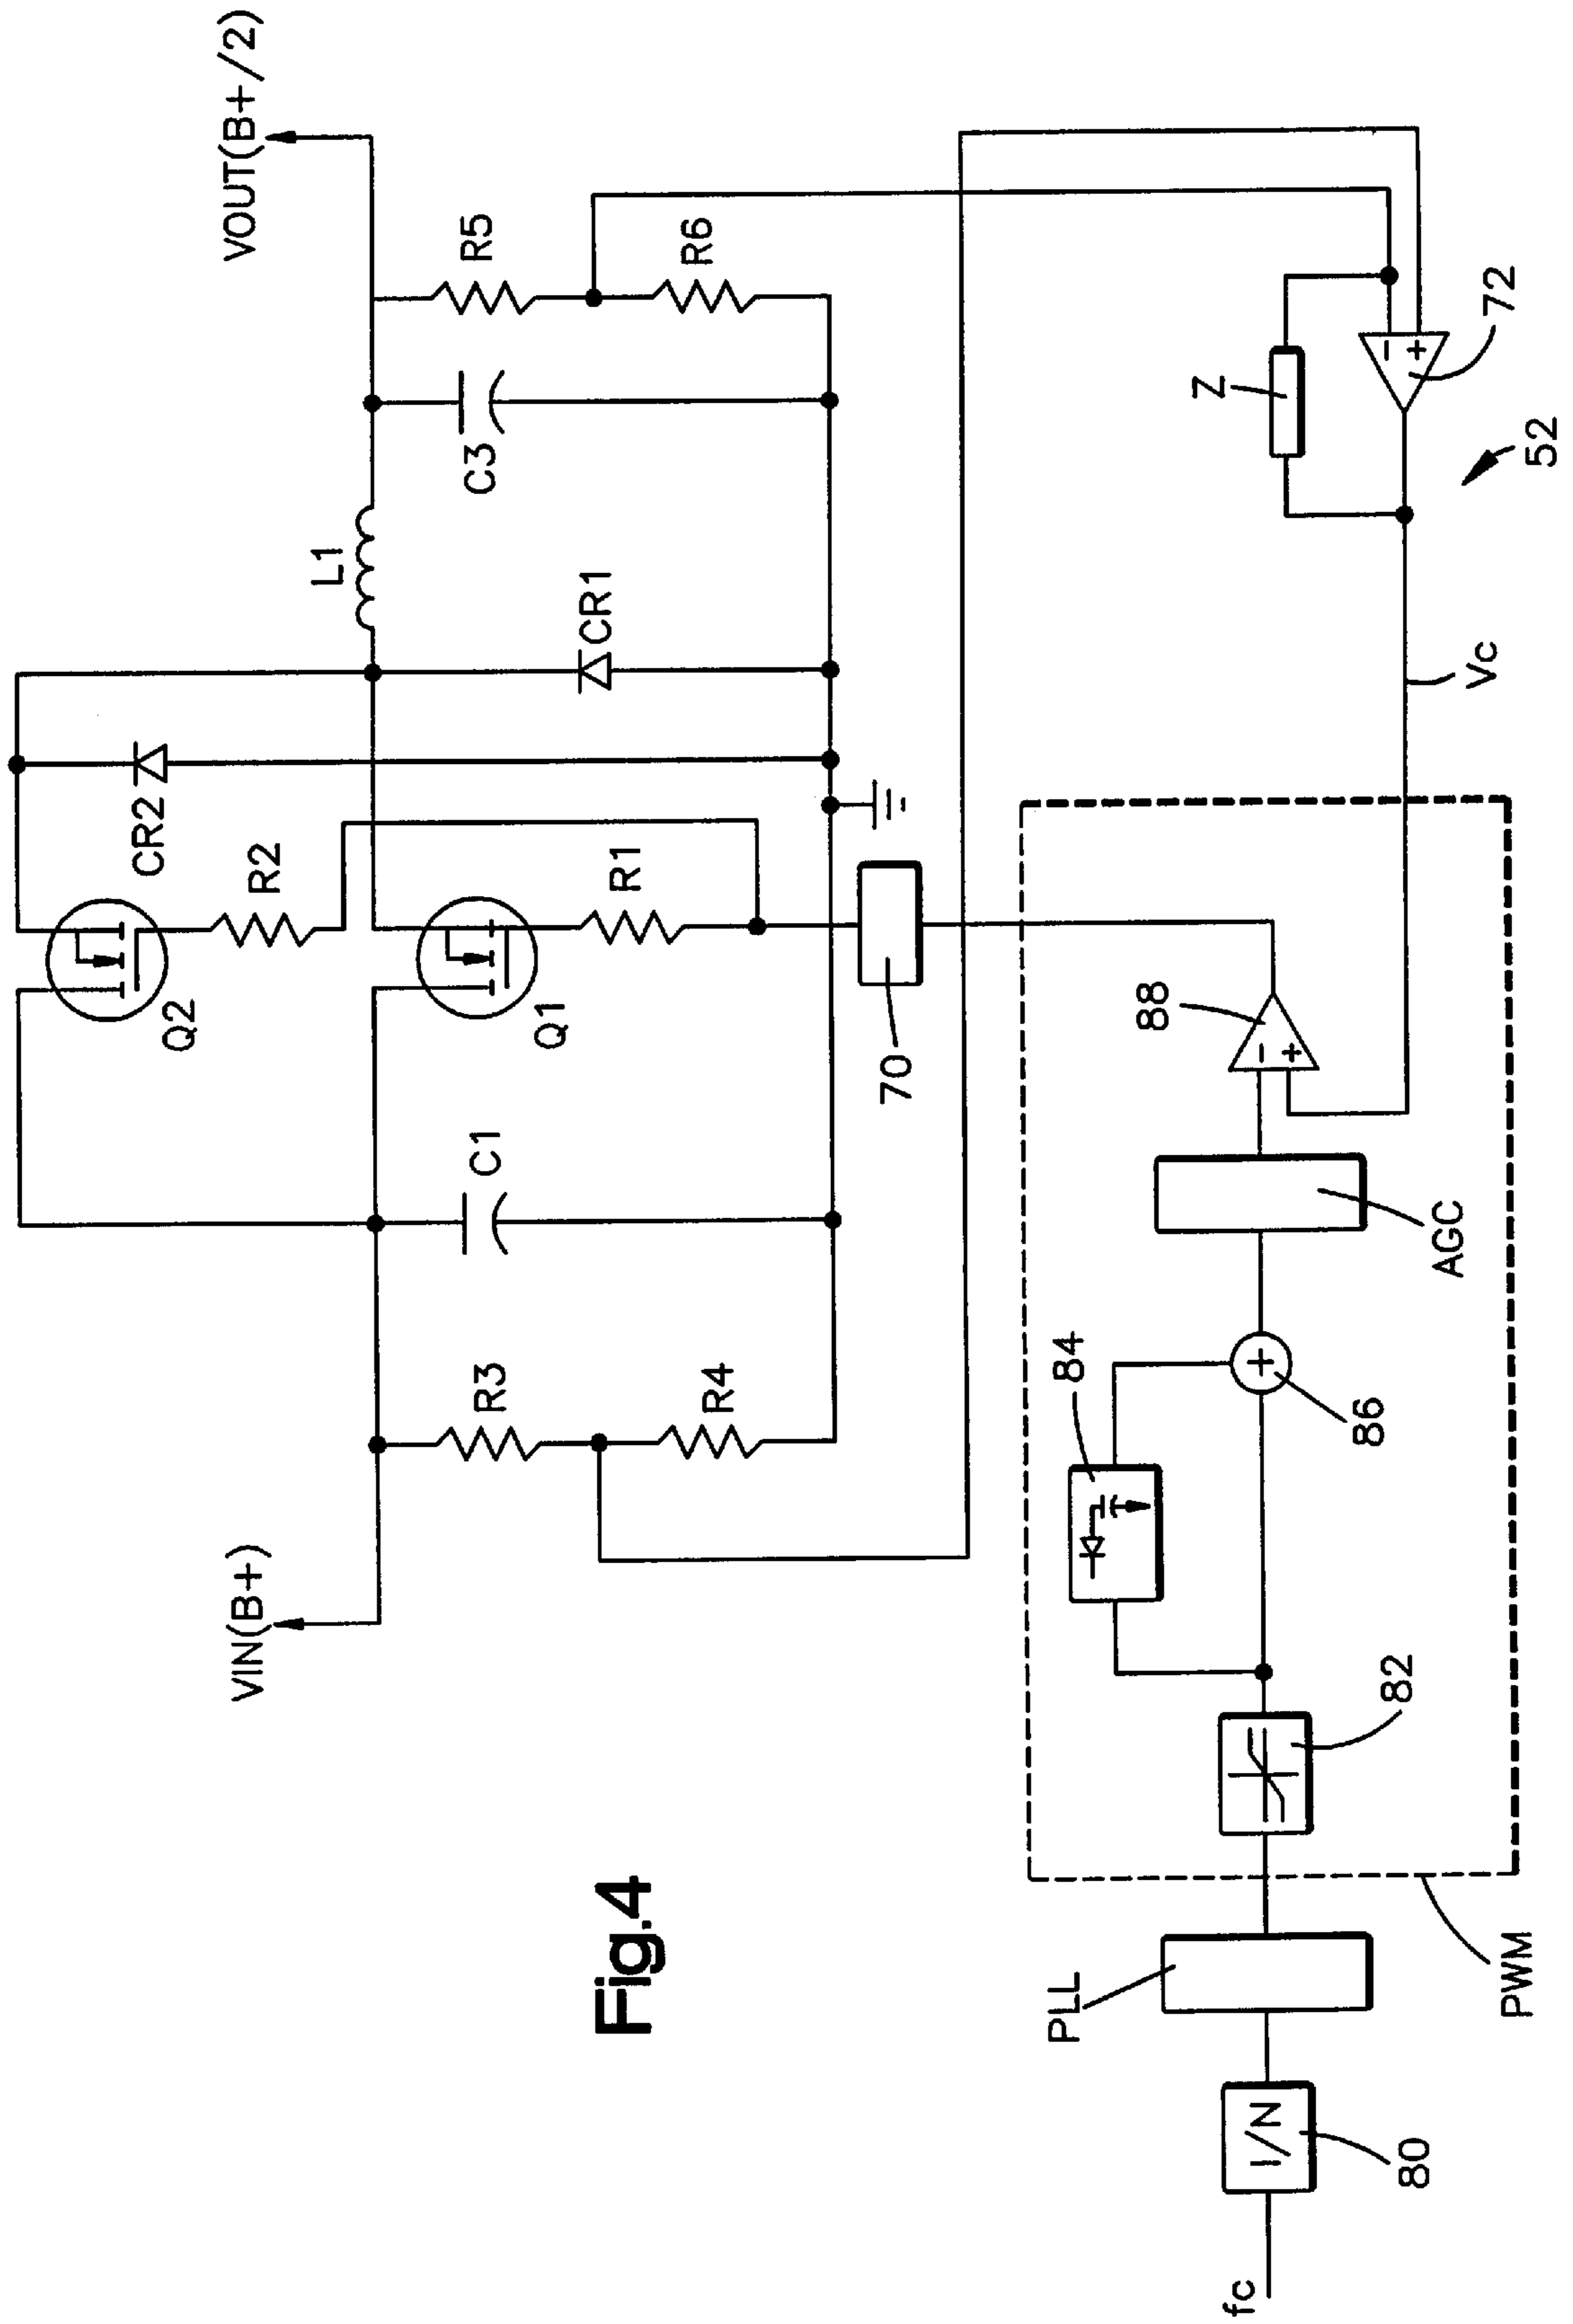 VIN(B+)
VOUT(B+/2)
Q2
CR2
R2
L1
Q1
R1
CR1
C1
C3
R3
R4
R5
R6
70
Fig.4
Z
72
52
Vc
88
- +
- +
84
+
86
AGC
82
PLL
PWM
fc
I/N
80